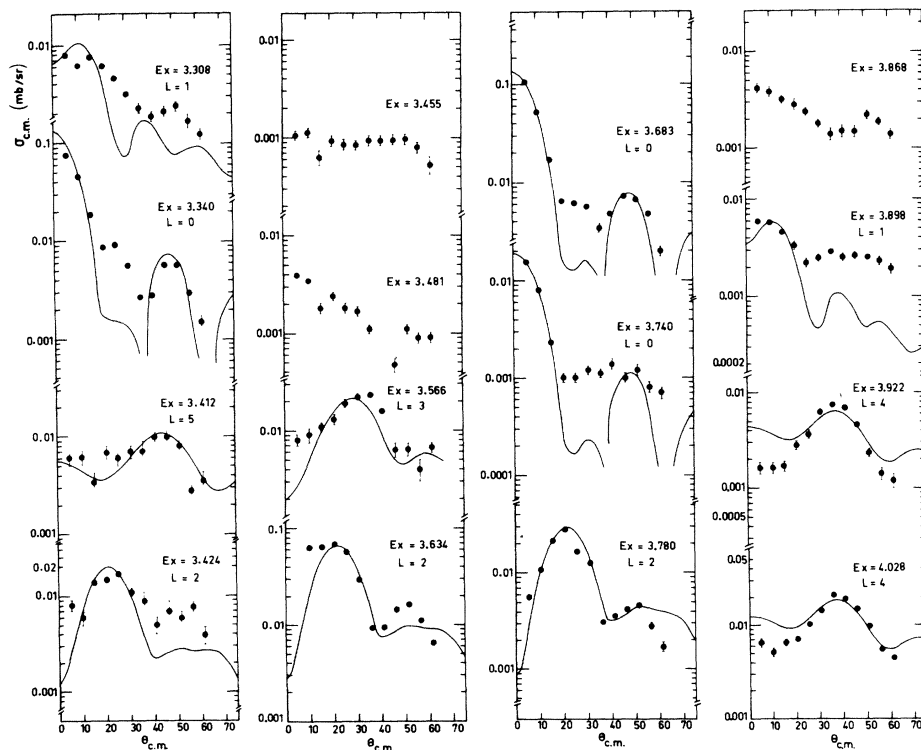 σc.m. (mb/sr)
0.01
Ex = 3.308
L = 1
0.1
Ex = 3.340
L = 0
0.01
0.001
Ex = 3.412
L = 5
0.01
0.001
Ex = 3.424
L = 2
0.02
0.01
0.001
0 10 20 30 40 50 60 70
θc.m.
0.01
Ex = 3.455
0.001
Ex = 3.481
0.001
Ex = 3.566
L = 3
0.01
0.1
Ex = 3.634
L = 2
0.01
0.001
0 10 20 30 40 50 60 70
θc.m.
0.1
Ex = 3.683
L = 0
0.01
0.01
Ex = 3.740
L = 0
0.001
0.0001
Ex = 3.780
L = 2
0.01
0.001
0 10 20 30 40 50 60 70
θc.m.
Ex = 3.868
0.01
0.001
Ex = 3.898
L = 1
0.01
0.001
0.0002
Ex = 3.922
L = 4
0.01
0.001
0.0005
0.05
Ex = 4.028
L = 4
0.01
0.001
0 10 20 30 40 50 60 70
θc.m.